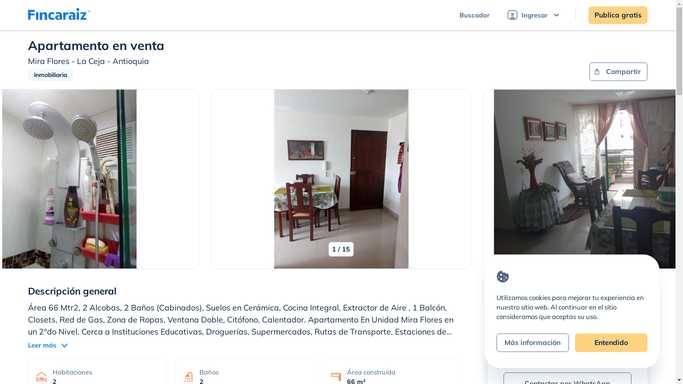 Fincaraiz
Buscador
Ingresar
Publica gratis
Apartamento en venta
Mira Flores - La Ceja - Antioquia
Inmobiliaria
Compartir
1 / 15
Descripción general
Área 66 Mtr2, 2 Alcobas, 2 Baños (Cabinados), Suelos en Cerámica, Cocina Integral, Extractor de Aire , 1 Balcón,
Closets, Red de Gas, Zona de Ropas, Ventana Doble, Citófono, Calentador. Apartamento En Unidad Mira Flores en
un 2°do Nivel. Cerca a Instituciones Educativas, Droguerías, Supermercados, Rutas de Transporte, Estaciones de...
Leer más
Habitaciones
2
Baños
2
Área construida
66 m²
Utilizamos cookies para mejorar tu experiencia en
nuestro sitio web. Al continuar en el sitio
consideramos que aceptas su uso.
Más información
Entendido
Contactar por WhatsApp